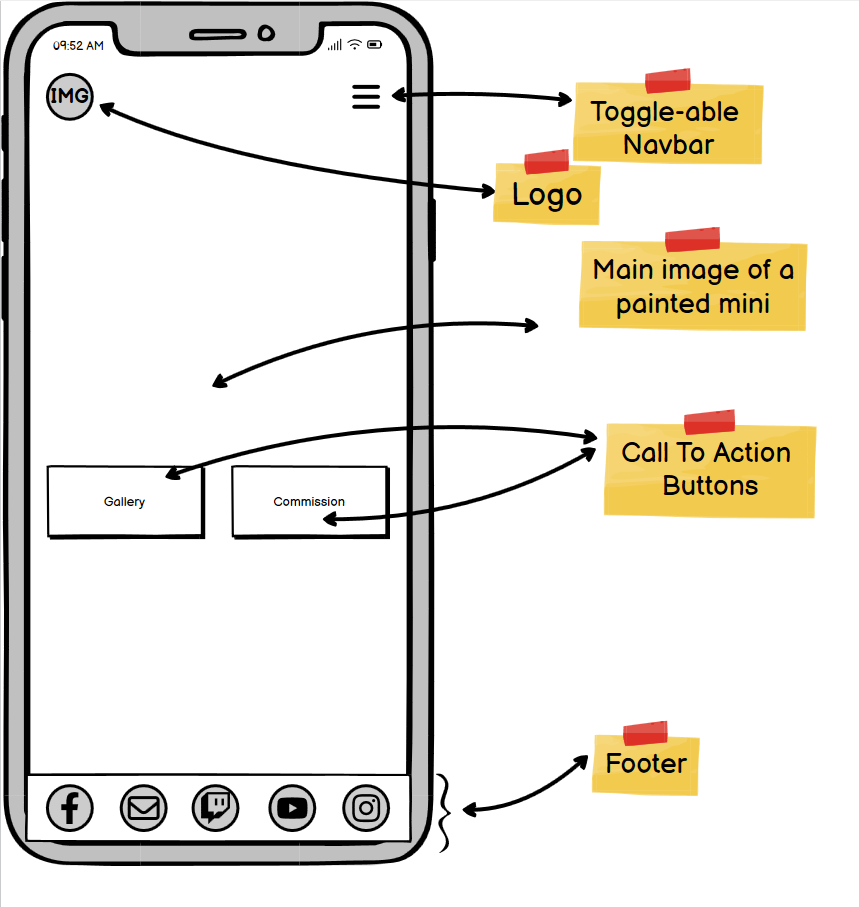 09:52 AM
IMG
Toggle-able
Navbar
Logo
Main image of a
painted mini
Call To Action
Buttons
Gallery
Commission
Footer